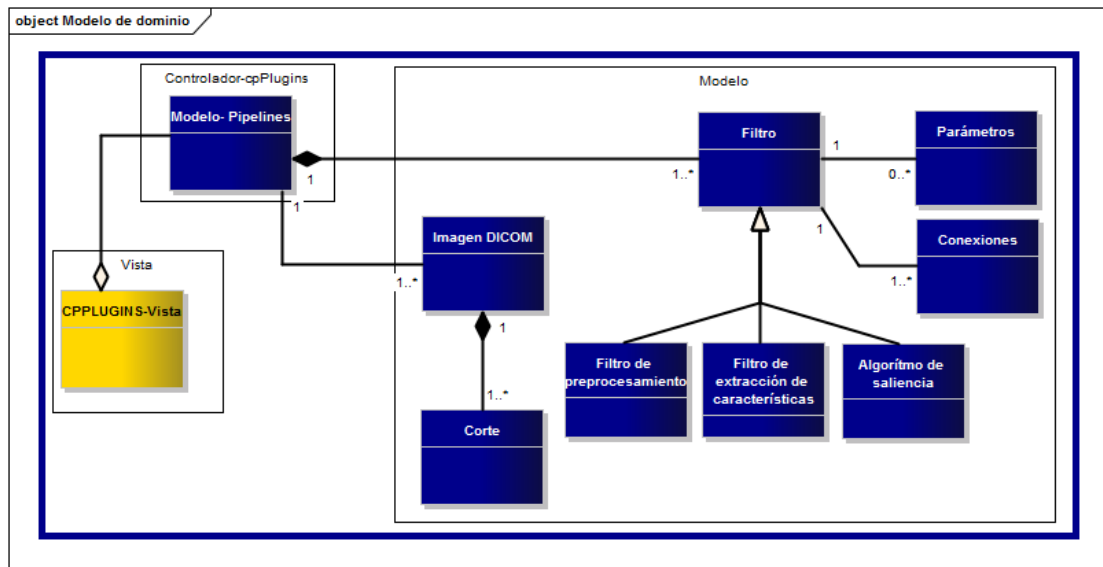 object Modelo de dominio
Controlador-cpPlugins
Modelo- Pipelines
1
1
Vista
CPPLUGINS-Vista
Modelo
Filtro
1
1..*
1
Parámetros
0..*
Conexiones
1..*
Imagen DICOM
1..*
1
Corte
1..*
Filtro de
preprocesamiento
Filtro de
extracción de
características
Algorítmo de
saliencia